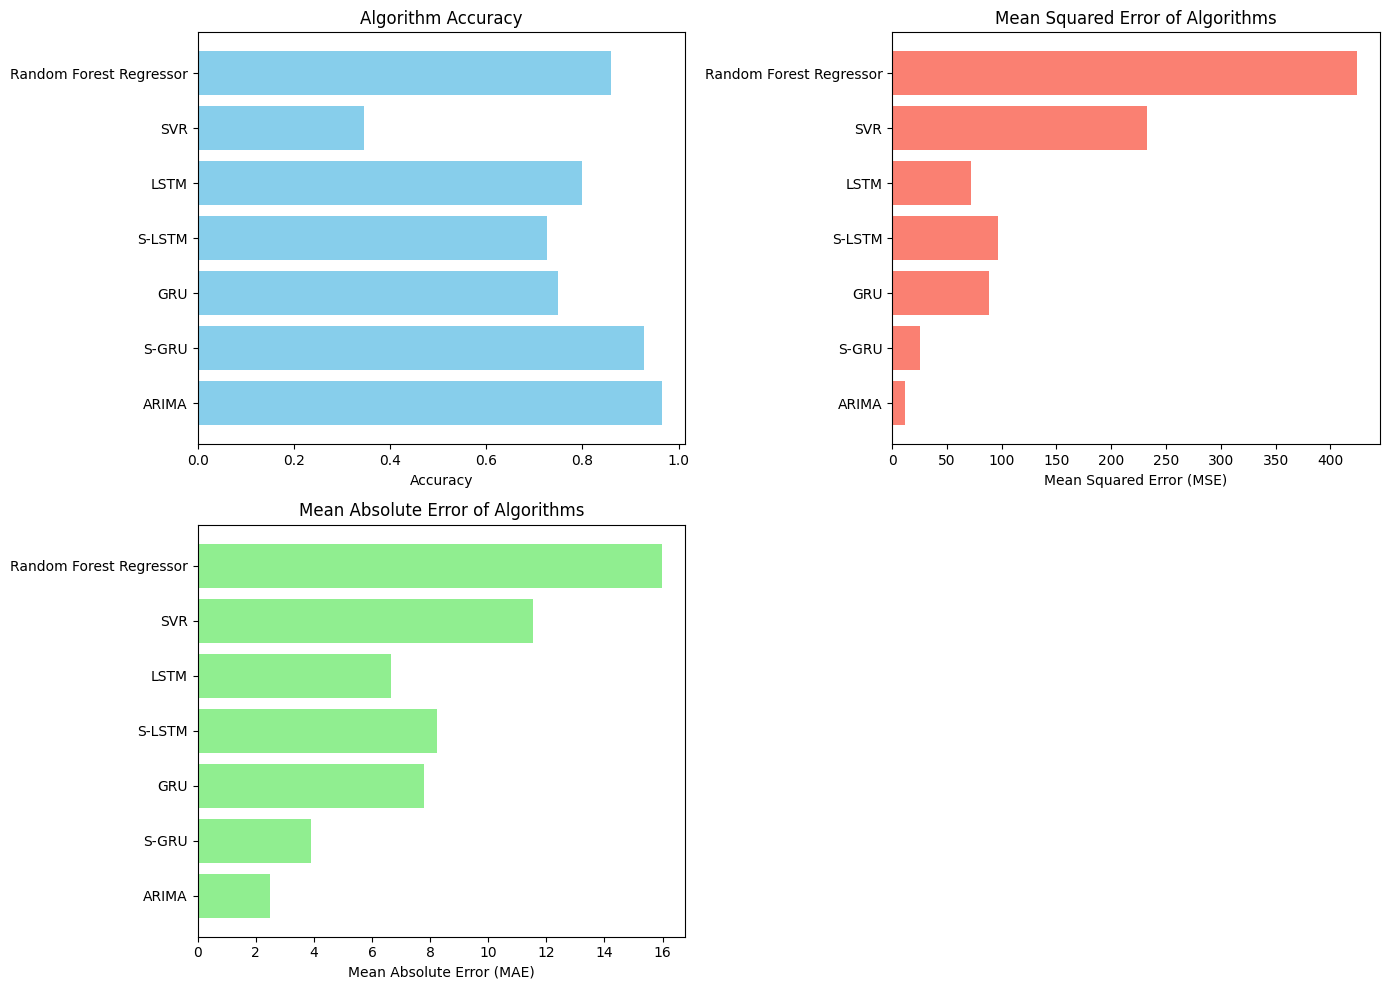 Algorithm Accuracy
Random Forest Regressor
SVR
LSTM
S-LSTM
GRU
S-GRU
ARIMA
0.0 0.2 0.4 0.6 0.8 1.0
Accuracy
Mean Squared Error of Algorithms
Random Forest Regressor
SVR
LSTM
S-LSTM
GRU
S-GRU
ARIMA
0 50 100 150 200 250 300 350 400
Mean Squared Error (MSE)
Mean Absolute Error of Algorithms
Random Forest Regressor
SVR
LSTM
S-LSTM
GRU
S-GRU
ARIMA
0 2 4 6 8 10 12 14 16
Mean Absolute Error (MAE)